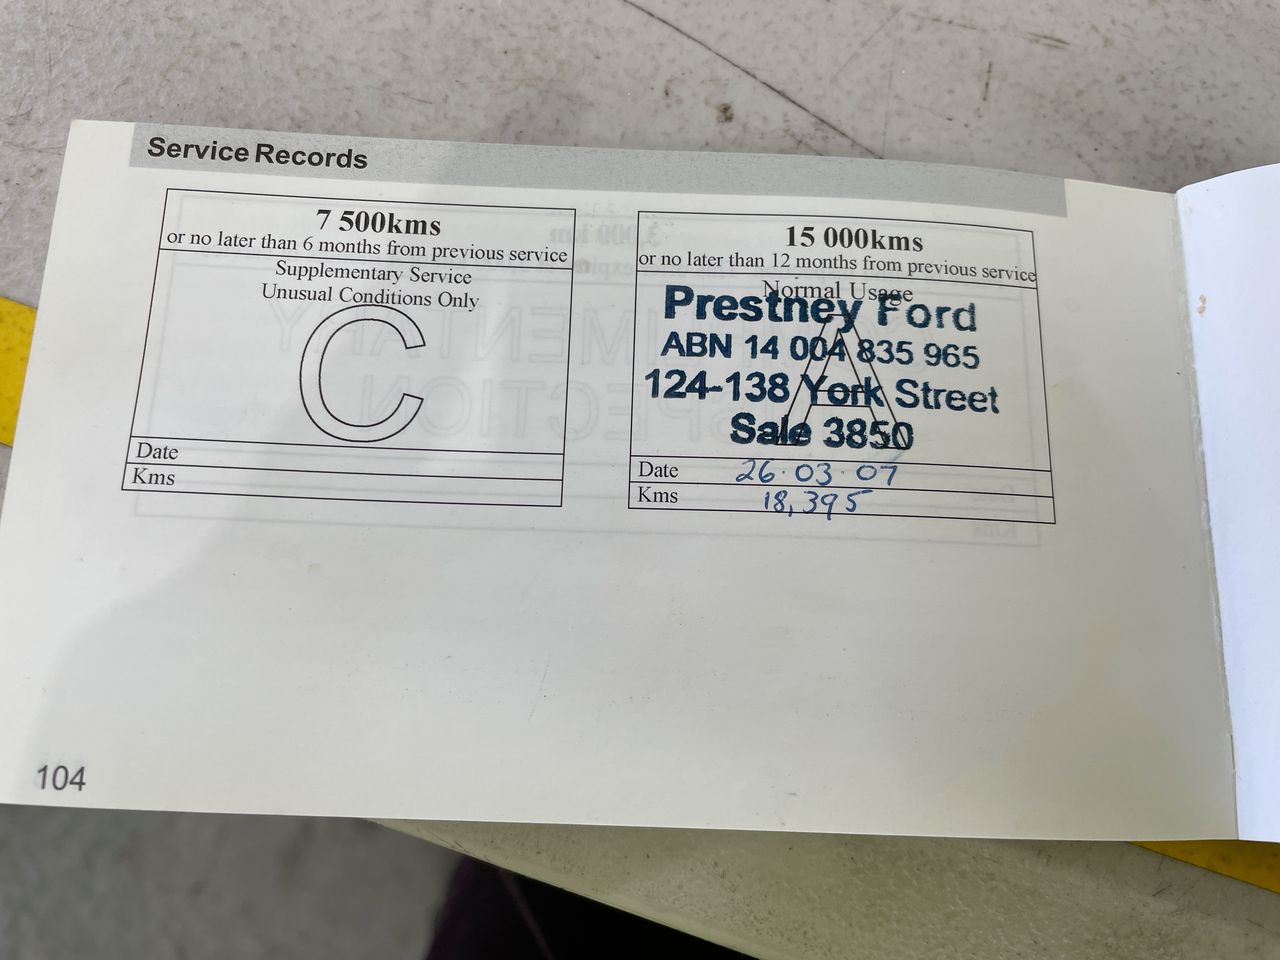 Service Records
7 500kms
or no later than 6 months from previous service
Supplementary Service
Unusual Conditions Only
C
Date
Kms
15 000kms
or no later than 12 months from previous service
Normal Usage
A
Prestney Ford
ABN 14 004 835 965
124-138 York Street
Sale 3850
Date 26.03.07
Kms 18,395
104